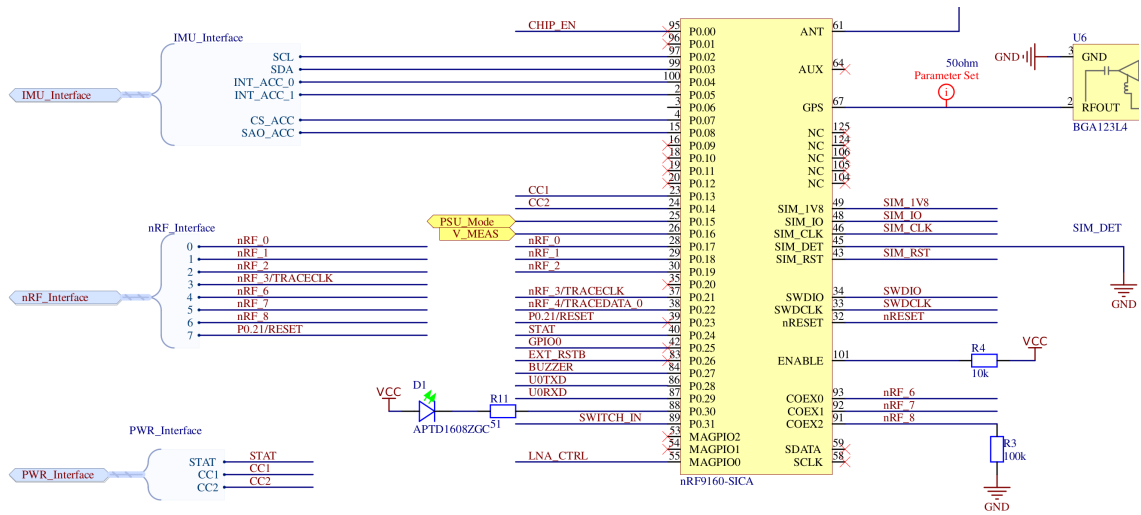 IMU_Interface
IMU_Interface
SCL
SDA
INT_ACC_0
INT_ACC_1
CS_ACC
SAO_ACC
nRF_Interface
nRF_Interface
0 nRF_0
1 nRF_1
2 nRF_2
3 nRF_3/TRACECLK
4 nRF_6
5 nRF_7
6 nRF_8
7 P0.21/RESET
PWR_Interface
PWR_Interface
STAT STAT
CC1 CC1
CC2 CC2
VCC
D1
APTD1608ZGC
R11
51
CHIP_EN 95 P0.00
96 P0.01
97 P0.02
99 P0.03
100 P0.04
2 P0.05
3 P0.06
4 P0.07
15 P0.08
16 P0.09
18 P0.10
19 P0.11
20 P0.12
CC1 23 P0.13
CC2 24 P0.14
PSU_Mode 25 P0.15
V_MEAS 26 P0.16
nRF_0 28 P0.17
nRF_1 29 P0.18
nRF_2 30 P0.19
35 P0.20
nRF_3/TRACECLK 37 P0.21
nRF_4/TRACEDATA_0 38 P0.22
P0.21/RESET 39 P0.23
STAT 40 P0.24
GPIO0 42 P0.25
EXT_RSTB 83 P0.26
BUZZER 84 P0.27
U0TXD 86 P0.28
U0RXD 87 P0.29
88 P0.30
SWITCH_IN 89 P0.31
53 MAGPIO2
54 MAGPIO1
LNA_CTRL 55 MAGPIO0
nRF9160-SICA
ANT 61
AUX 64
GPS 67
NC 125
NC 124
NC 106
NC 105
NC 104
SIM_1V8 49 SIM_1V8
SIM_IO 48 SIM_IO
SIM_CLK 46 SIM_CLK
SIM_DET 45
SIM_RST 43 SIM_RST
SWDIO 34 SWDIO
SWDCLK 33 SWDCLK
nRESET 32 nRESET
ENABLE 101
COEX0 93 nRF_6
COEX1 92 nRF_7
COEX2 91 nRF_8
SDATA 59
SCLK 58
50ohm
Parameter Set
i
GND
U6
3 GND
2 RFOUT
BGA123L4
SIM_DET
GND
R4
10k
VCC
R3
100k
GND